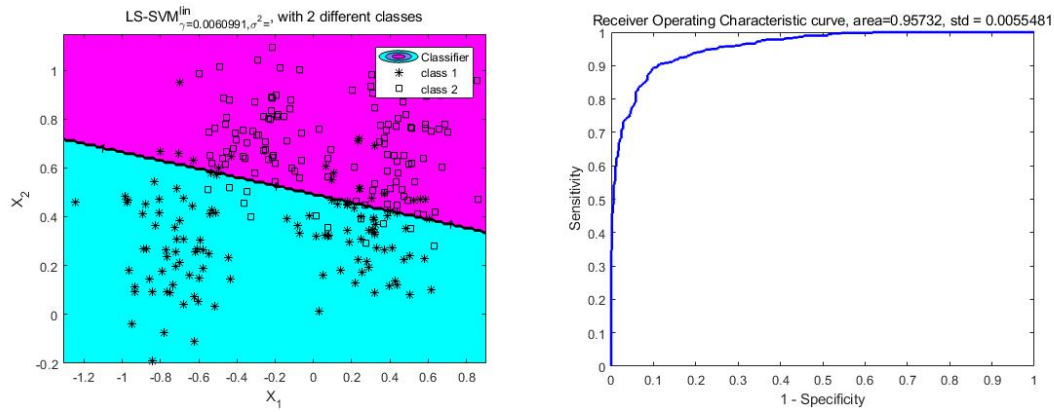 LS-SVM^lin_γ=0.0060991,σ²=, with 2 different classes
Classifier
class 1
class 2
1
0.8
0.6
0.4
0.2
0
-0.2
X_2
-1.2 -1 -0.8 -0.6 -0.4 -0.2 0 0.2 0.4 0.6 0.8
X_1
Receiver Operating Characteristic curve, area=0.95732, std = 0.0055481
1
0.9
0.8
0.7
0.6
0.5
0.4
0.3
0.2
0.1
0
Sensitivity
0 0.1 0.2 0.3 0.4 0.5 0.6 0.7 0.8 0.9 1
1 - Specificity